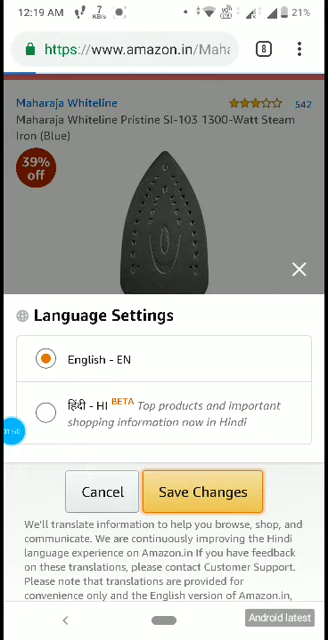 12:19 AM 7 KB/s 21%
https://www.amazon.in/Maha 8
Maharaja Whiteline 542
Maharaja Whiteline Pristine SI-103 1300-Watt Steam
Iron (Blue)
39%
off
Language Settings
English - EN
हिंदी - HI BETA Top products and important
shopping information now in Hindi
Cancel Save Changes
We'll translate information to help you browse, shop, and
communicate. We are continuously improving the Hindi
language experience on Amazon.in If you have feedback
on these translations, please contact Customer Support.
Please note that translations are provided for
convenience only and the English version of Amazon.in,
Android latest